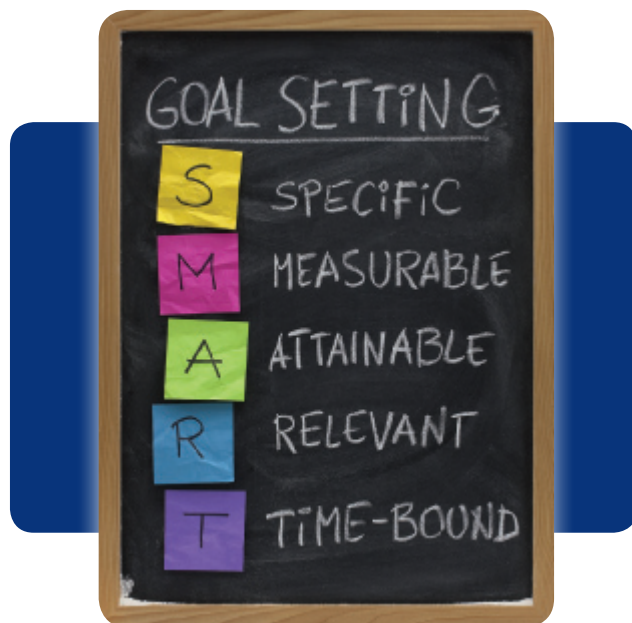 GOAL SETTING
S SPECIFIC
M MEASURABLE
A ATTAINABLE
R RELEVANT
T TIME-BOUND